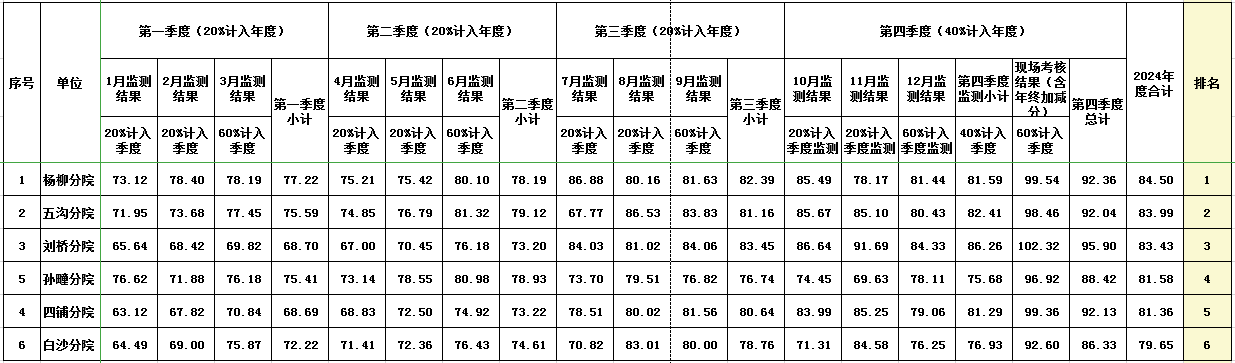 序号 单位 第一季度（20%计入年度） 第二季度（20%计入年度） 第三季度（20%计入年度） 第四季度（40%计入年度） 2024年度合计 排名
1月监测结果 2月监测结果 3月监测结果 第一季度小计 4月监测结果 5月监测结果 6月监测结果 第二季度小计 7月监测结果 8月监测结果 9月监测结果 第三季度小计 10月监测结果 11月监测结果 12月监测结果 第四季度监测小计 现场考核结果（含年终加减分） 第四季度总计
20%计入季度 20%计入季度 60%计入季度 20%计入季度 20%计入季度 60%计入季度 20%计入季度 20%计入季度 60%计入季度 20%计入季度监测 20%计入季度监测 60%计入季度监测 40%计入季度 60%计入季度
1 杨柳分院 73.12 78.40 78.19 77.22 75.21 75.42 80.10 78.19 86.88 80.16 81.63 82.39 85.49 78.17 81.44 81.59 99.54 92.36 84.50 1
2 五沟分院 71.95 73.68 77.45 75.59 74.85 76.79 81.32 79.12 67.77 86.53 83.83 81.16 85.67 85.10 80.43 82.41 98.46 92.04 83.99 2
3 刘桥分院 65.64 68.42 69.82 68.70 67.00 70.45 76.18 73.20 84.03 81.02 84.06 83.45 86.64 91.69 84.33 86.26 102.32 95.90 83.43 3
5 孙疃分院 76.62 71.88 76.18 75.41 73.14 78.55 80.98 78.93 73.70 79.51 76.82 76.74 74.45 69.63 78.11 75.68 96.92 88.42 81.58 4
4 四铺分院 63.12 67.82 70.84 68.69 68.83 72.50 74.92 73.22 78.51 80.02 81.56 80.64 83.99 85.25 79.06 81.29 99.36 92.13 81.36 5
6 白沙分院 64.49 69.00 75.87 72.22 71.41 72.36 76.43 74.61 70.82 83.01 80.00 78.76 71.31 84.58 76.25 76.93 92.60 86.33 79.65 6